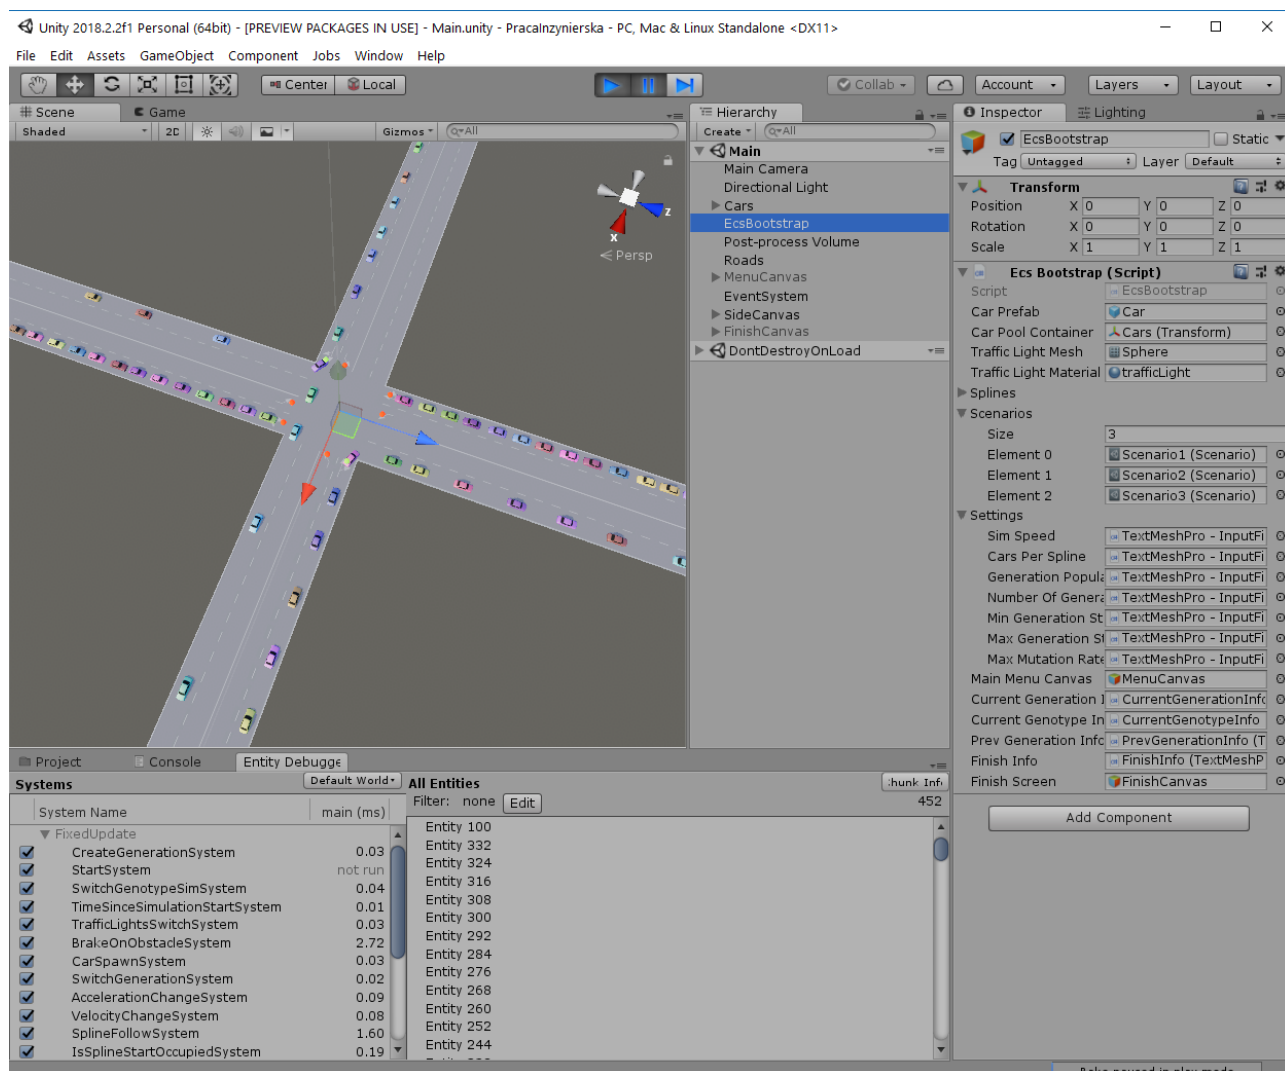 Unity 2018.2.2f1 Personal (64bit) - [PREVIEW PACKAGES IN USE] - Main.unity - PracaInzynierska - PC, Mac & Linux Standalone <DX11>
File Edit Assets GameObject Component Jobs Window Help
Center Local Collab Account Layers Layout
Scene Game
Shaded 2D Gizmos All
z
x
Persp
Hierarchy
Create All
Main
Main Camera
Directional Light
Cars
EcsBootstrap
Post-process Volume
Roads
MenuCanvas
EventSystem
SideCanvas
FinishCanvas
DontDestroyOnLoad
Inspector Lighting
EcsBootstrap Static
Tag Untagged Layer Default
Transform
Position X 0 Y 0 Z 0
Rotation X 0 Y 0 Z 0
Scale X 1 Y 1 Z 1
Ecs Bootstrap (Script)
Script EcsBootstrap
Car Prefab Car
Car Pool Container Cars (Transform)
Traffic Light Mesh Sphere
Traffic Light Material trafficLight
Splines
Scenarios
Size 3
Element 0 Scenario1 (Scenario)
Element 1 Scenario2 (Scenario)
Element 2 Scenario3 (Scenario)
Settings
Sim Speed TextMeshPro - InputFi
Cars Per Spline TextMeshPro - InputFi
Generation Popula TextMeshPro - InputFi
Number Of Genera TextMeshPro - InputFi
Min Generation St TextMeshPro - InputFi
Max Generation St TextMeshPro - InputFi
Max Mutation Rate TextMeshPro - InputFi
Main Menu Canvas MenuCanvas
Current Generation I CurrentGenerationInfo
Current Genotype In CurrentGenotypeInfo
Prev Generation Info PrevGenerationInfo (T
Finish Info FinishInfo (TextMeshP
Finish Screen FinishCanvas
Add Component
Project Console Entity Debugge
Systems Default World
System Name main (ms)
FixedUpdate
CreateGenerationSystem 0.03
StartSystem not run
SwitchGenotypeSimSystem 0.04
TimeSinceSimulationStartSystem 0.01
TrafficLightsSwitchSystem 0.03
BrakeOnObstacleSystem 2.72
CarSpawnSystem 0.03
SwitchGenerationSystem 0.02
AccelerationChangeSystem 0.09
VelocityChangeSystem 0.08
SplineFollowSystem 1.60
IsSplineStartOccupiedSystem 0.19
All Entities hunk Inf
Filter: none Edit 452
Entity 100
Entity 332
Entity 324
Entity 316
Entity 308
Entity 300
Entity 292
Entity 284
Entity 276
Entity 268
Entity 260
Entity 252
Entity 244